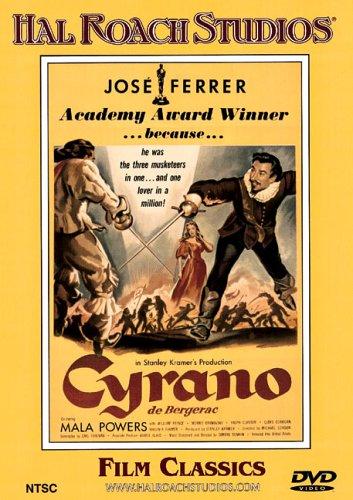 HAL ROACH STUDIOS®
JOSÉ FERRER
Academy Award Winner
...because...
he was
the three musketeers
in one...and one
lover in a
million!
in Stanley Kramer's Production
Cyrano
de Bergerac
MALA POWERS
FILM CLASSICS
WWW.HALROACHSTUDIOS.COM
NTSC
DVD
VIDEO